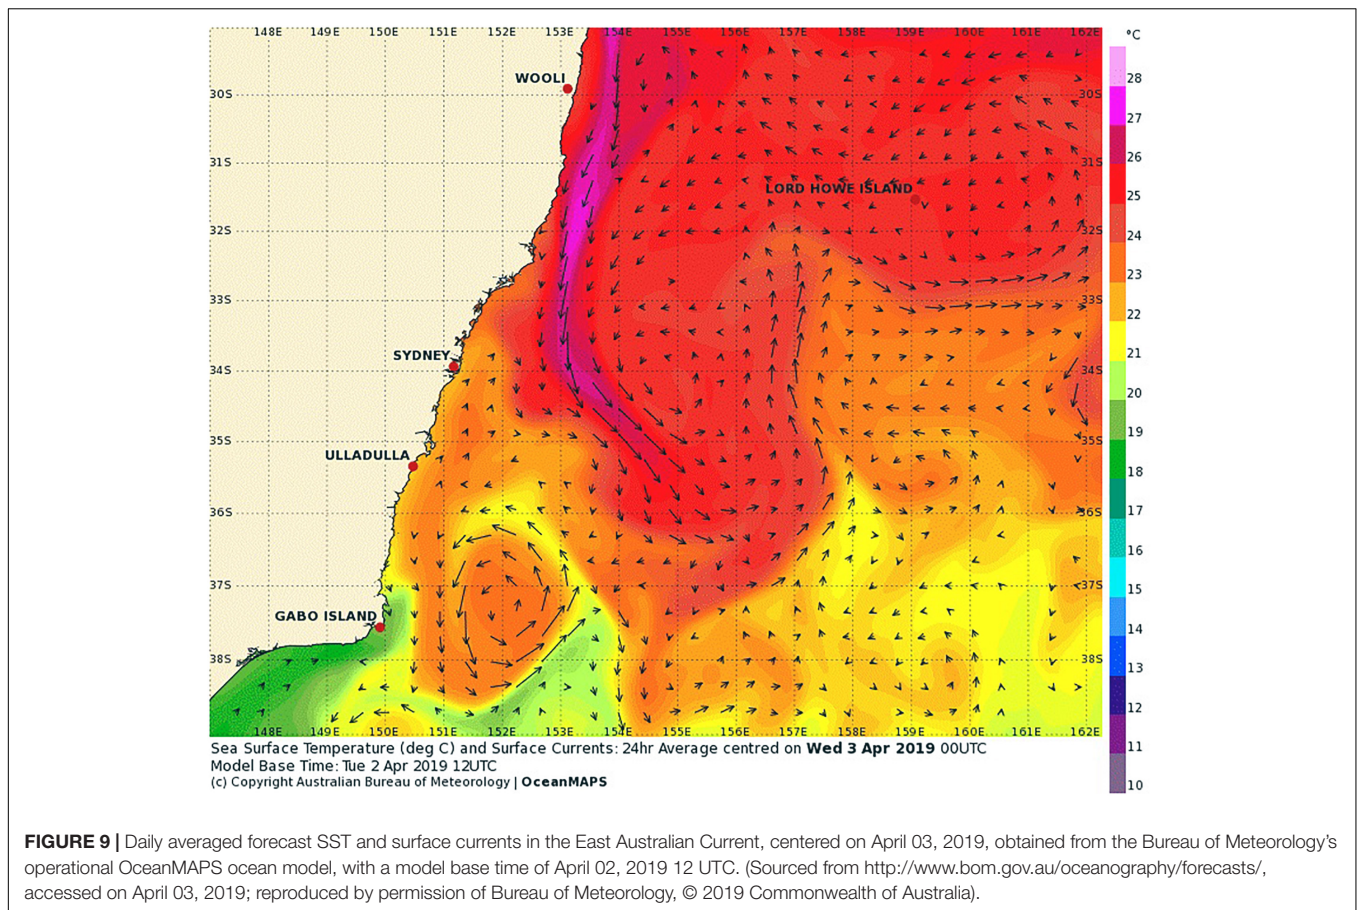 148E 149E 150E 151E 152E 153E 154E 155E 156E 157E 158E 159E 160E 161E 162E
°C
28
WOOLI
30S 30S
27
26
31S 31S
25
LORD HOWE ISLAND
24
32S 32S
23
33S 33S
22
21
SYDNEY
34S 34S
20
19
35S 35S
ULLADULLA
18
17
36S 36S
16
37S 37S
15
GABO ISLAND
14
38S 38S
13
12
148E 149E 150E 151E 152E 153E 154E 155E 156E 157E 158E 159E 160E 161E 162E
11
10
Sea Surface Temperature (deg C) and Surface Currents: 24hr Average centred on Wed 3 Apr 2019 00UTC
Model Base Time: Tue 2 Apr 2019 12UTC
(c) Copyright Australian Bureau of Meteorology | OceanMAPS
FIGURE 9 | Daily averaged forecast SST and surface currents in the East Australian Current, centered on April 03, 2019, obtained from the Bureau of Meteorology's
operational OceanMAPS ocean model, with a model base time of April 02, 2019 12 UTC. (Sourced from http://www.bom.gov.au/oceanography/forecasts/,
accessed on April 03, 2019; reproduced by permission of Bureau of Meteorology, © 2019 Commonwealth of Australia).